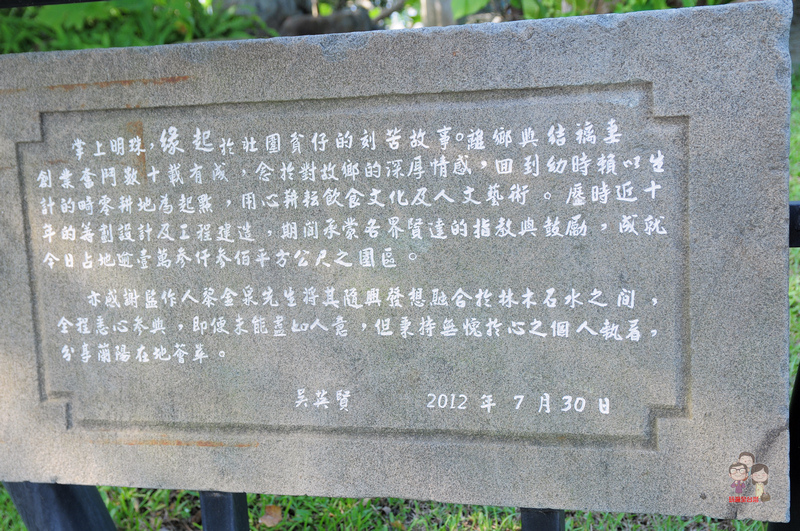 掌上明珠,緣起於社團貧仔的刻苦故事。離鄉與結褵妻
創業奮鬥數十載有成,念於對故鄉的深厚情感,回到幼時賴以生
計的畸零耕地為起點,用心耕耘飲食文化及人文藝術。歷時近十
年的籌劃設計及工程建造,期間承蒙各界賢達的指教與鼓勵,成就
今日占地逾壹萬參仟參佰平方公尺之園區。
亦感謝監作人黎金泉先生將其隨興發想融合於林木石水之間,
全程悉心參與,即便未能盡如人意,但秉持無愧於心之個人執著,
分享蘭陽在地薈萃。
吳英賢 2012 年 7 月 30 日